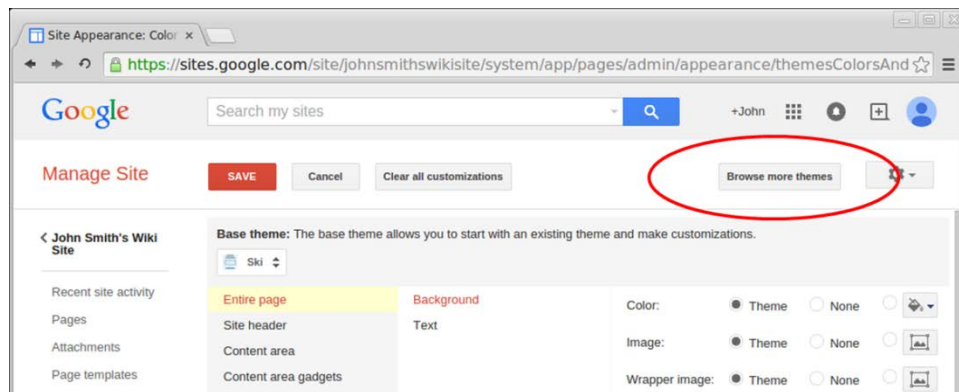 Site Appearance: Color
https://sites.google.com/site/johnsmithswikisite/system/app/pages/admin/appearance/themesColorsAnd
Google Search my sites +John
Manage Site SAVE Cancel Clear all customizations Browse more themes
John Smith's Wiki Site
Base theme: The base theme allows you to start with an existing theme and make customizations.
Ski
Recent site activity
Pages
Attachments
Page templates
Entire page
Site header
Content area
Content area gadgets
Background
Text
Color: Theme None
Image: Theme None
Wrapper image: Theme None